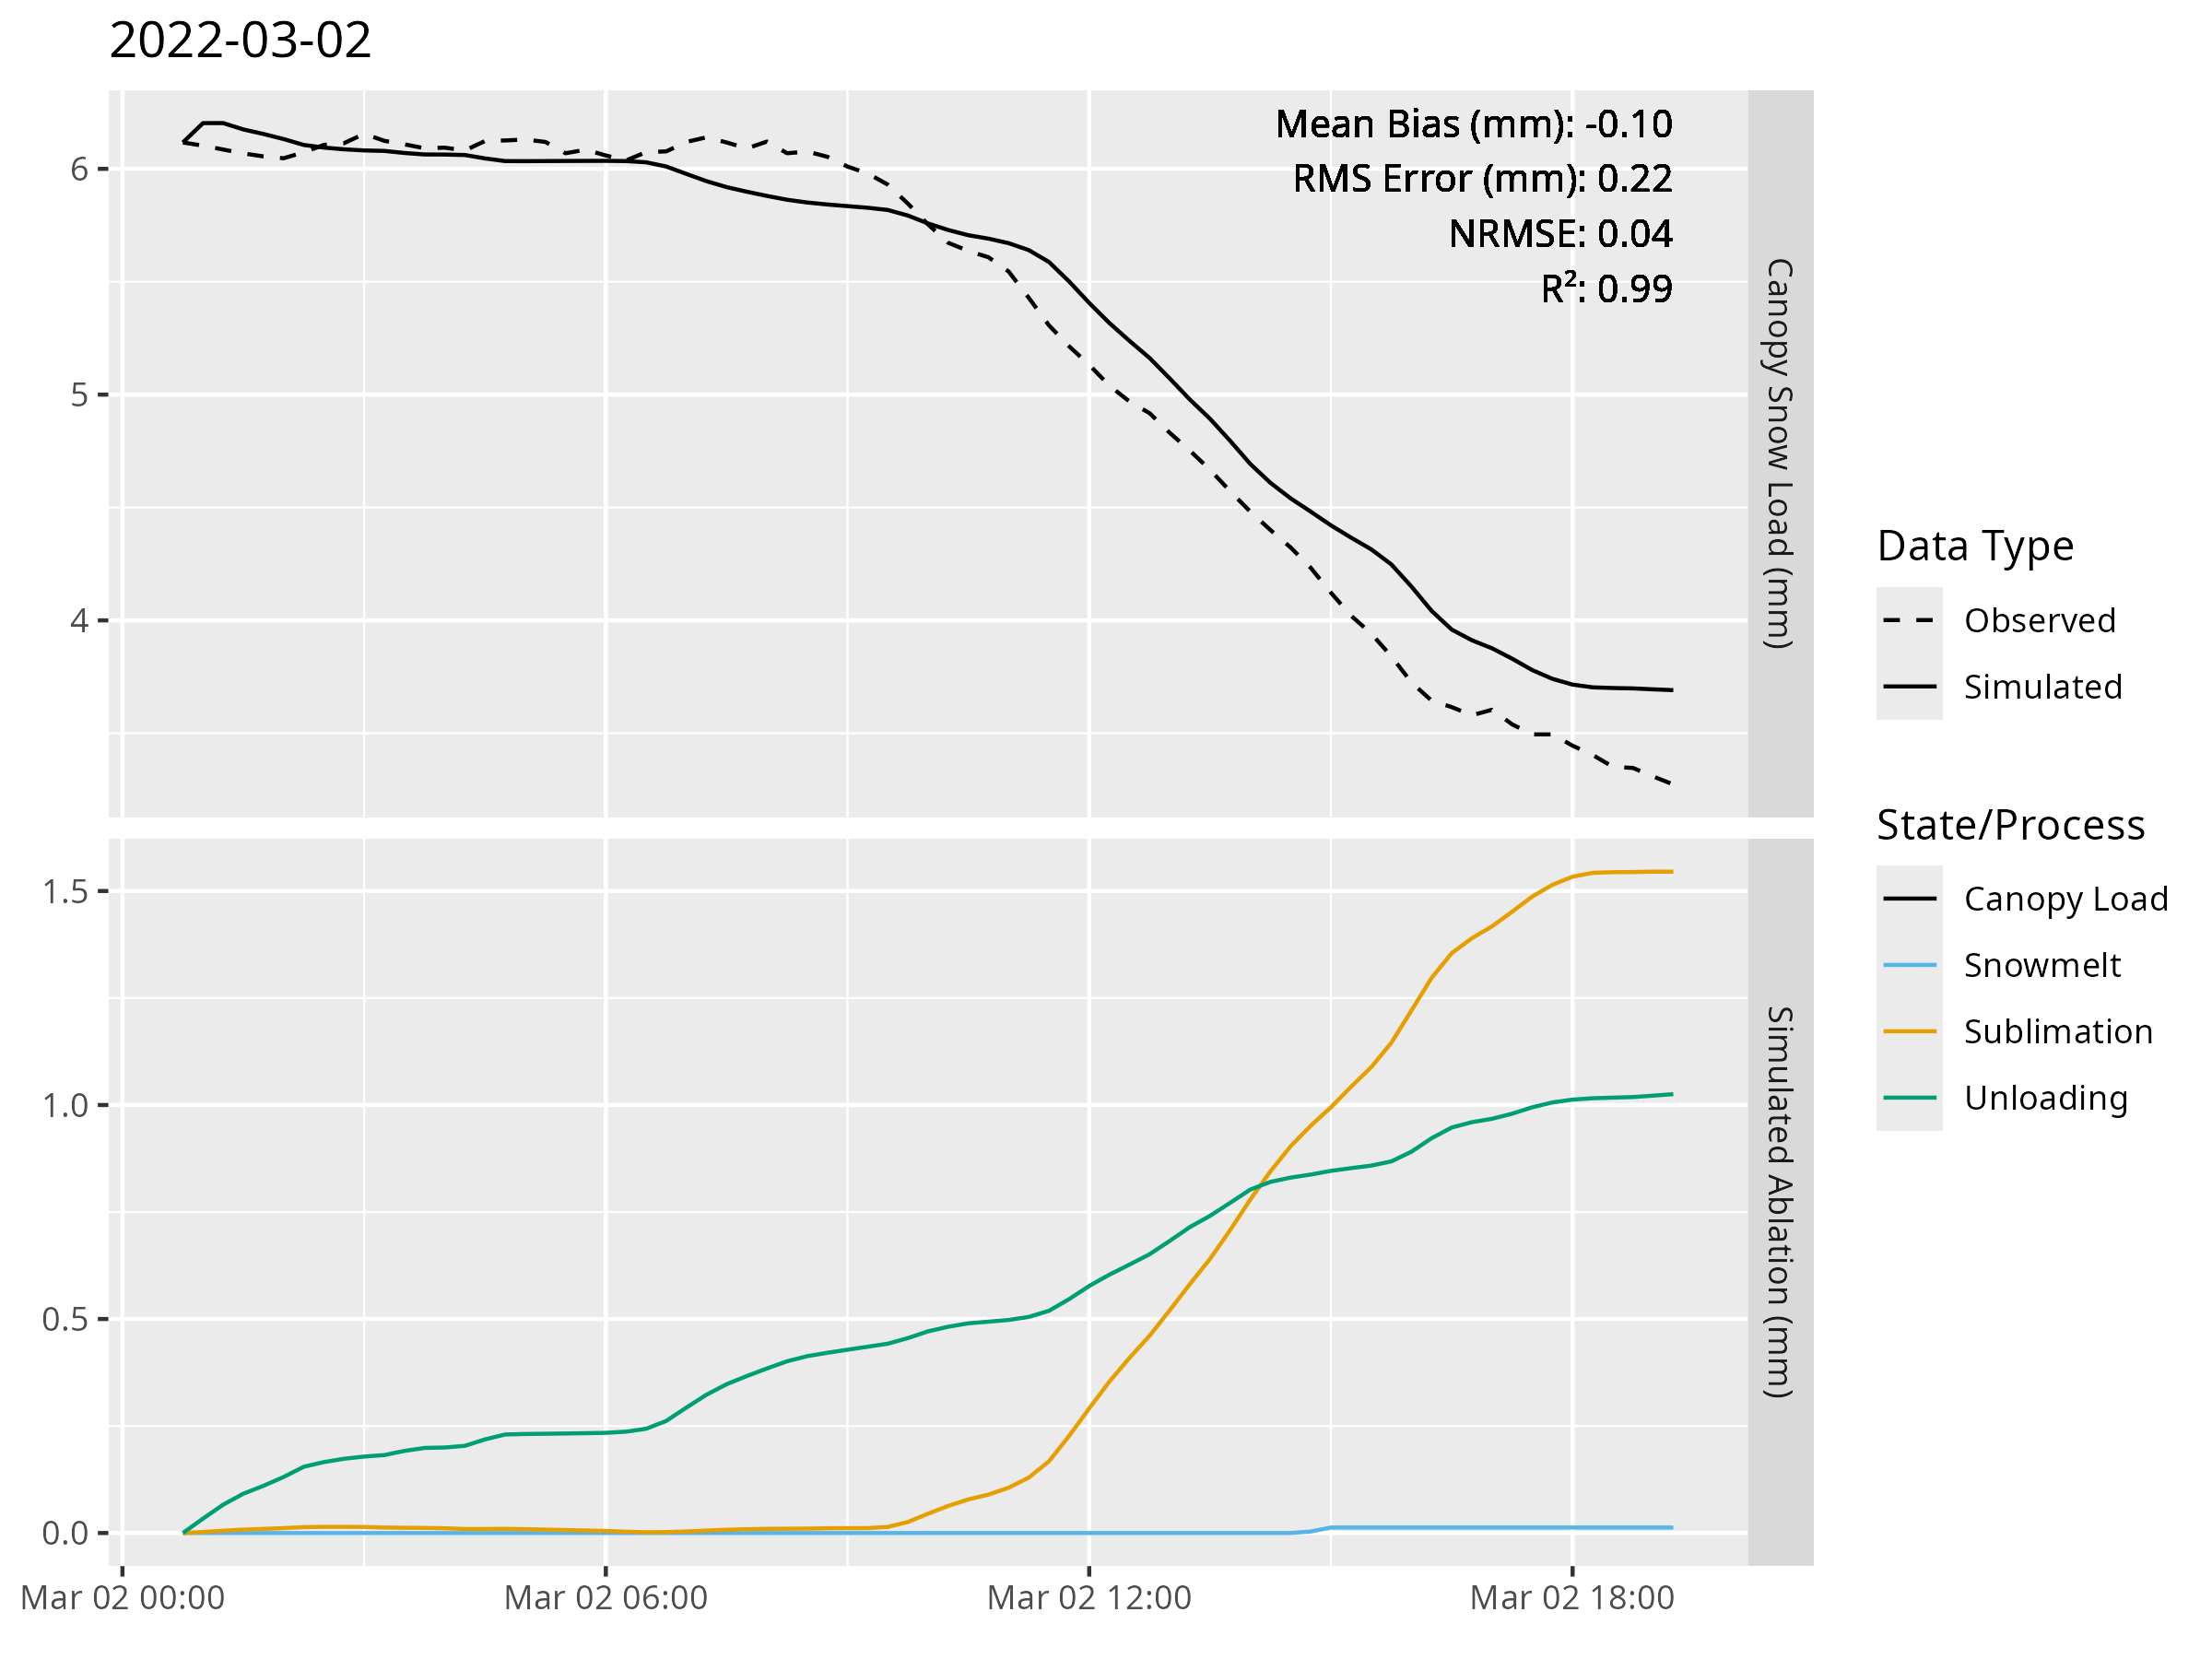 2022-03-02
Mean Bias (mm): -0.10
RMS Error (mm): 0.22
NRMSE: 0.04
R²: 0.99
6
5
4
Canopy Snow Load (mm)
1.5
1.0
0.5
0.0
Simulated Ablation (mm)
Mar 02 00:00
Mar 02 06:00
Mar 02 12:00
Mar 02 18:00
Data Type
Observed
Simulated
State/Process
Canopy Load
Snowmelt
Sublimation
Unloading